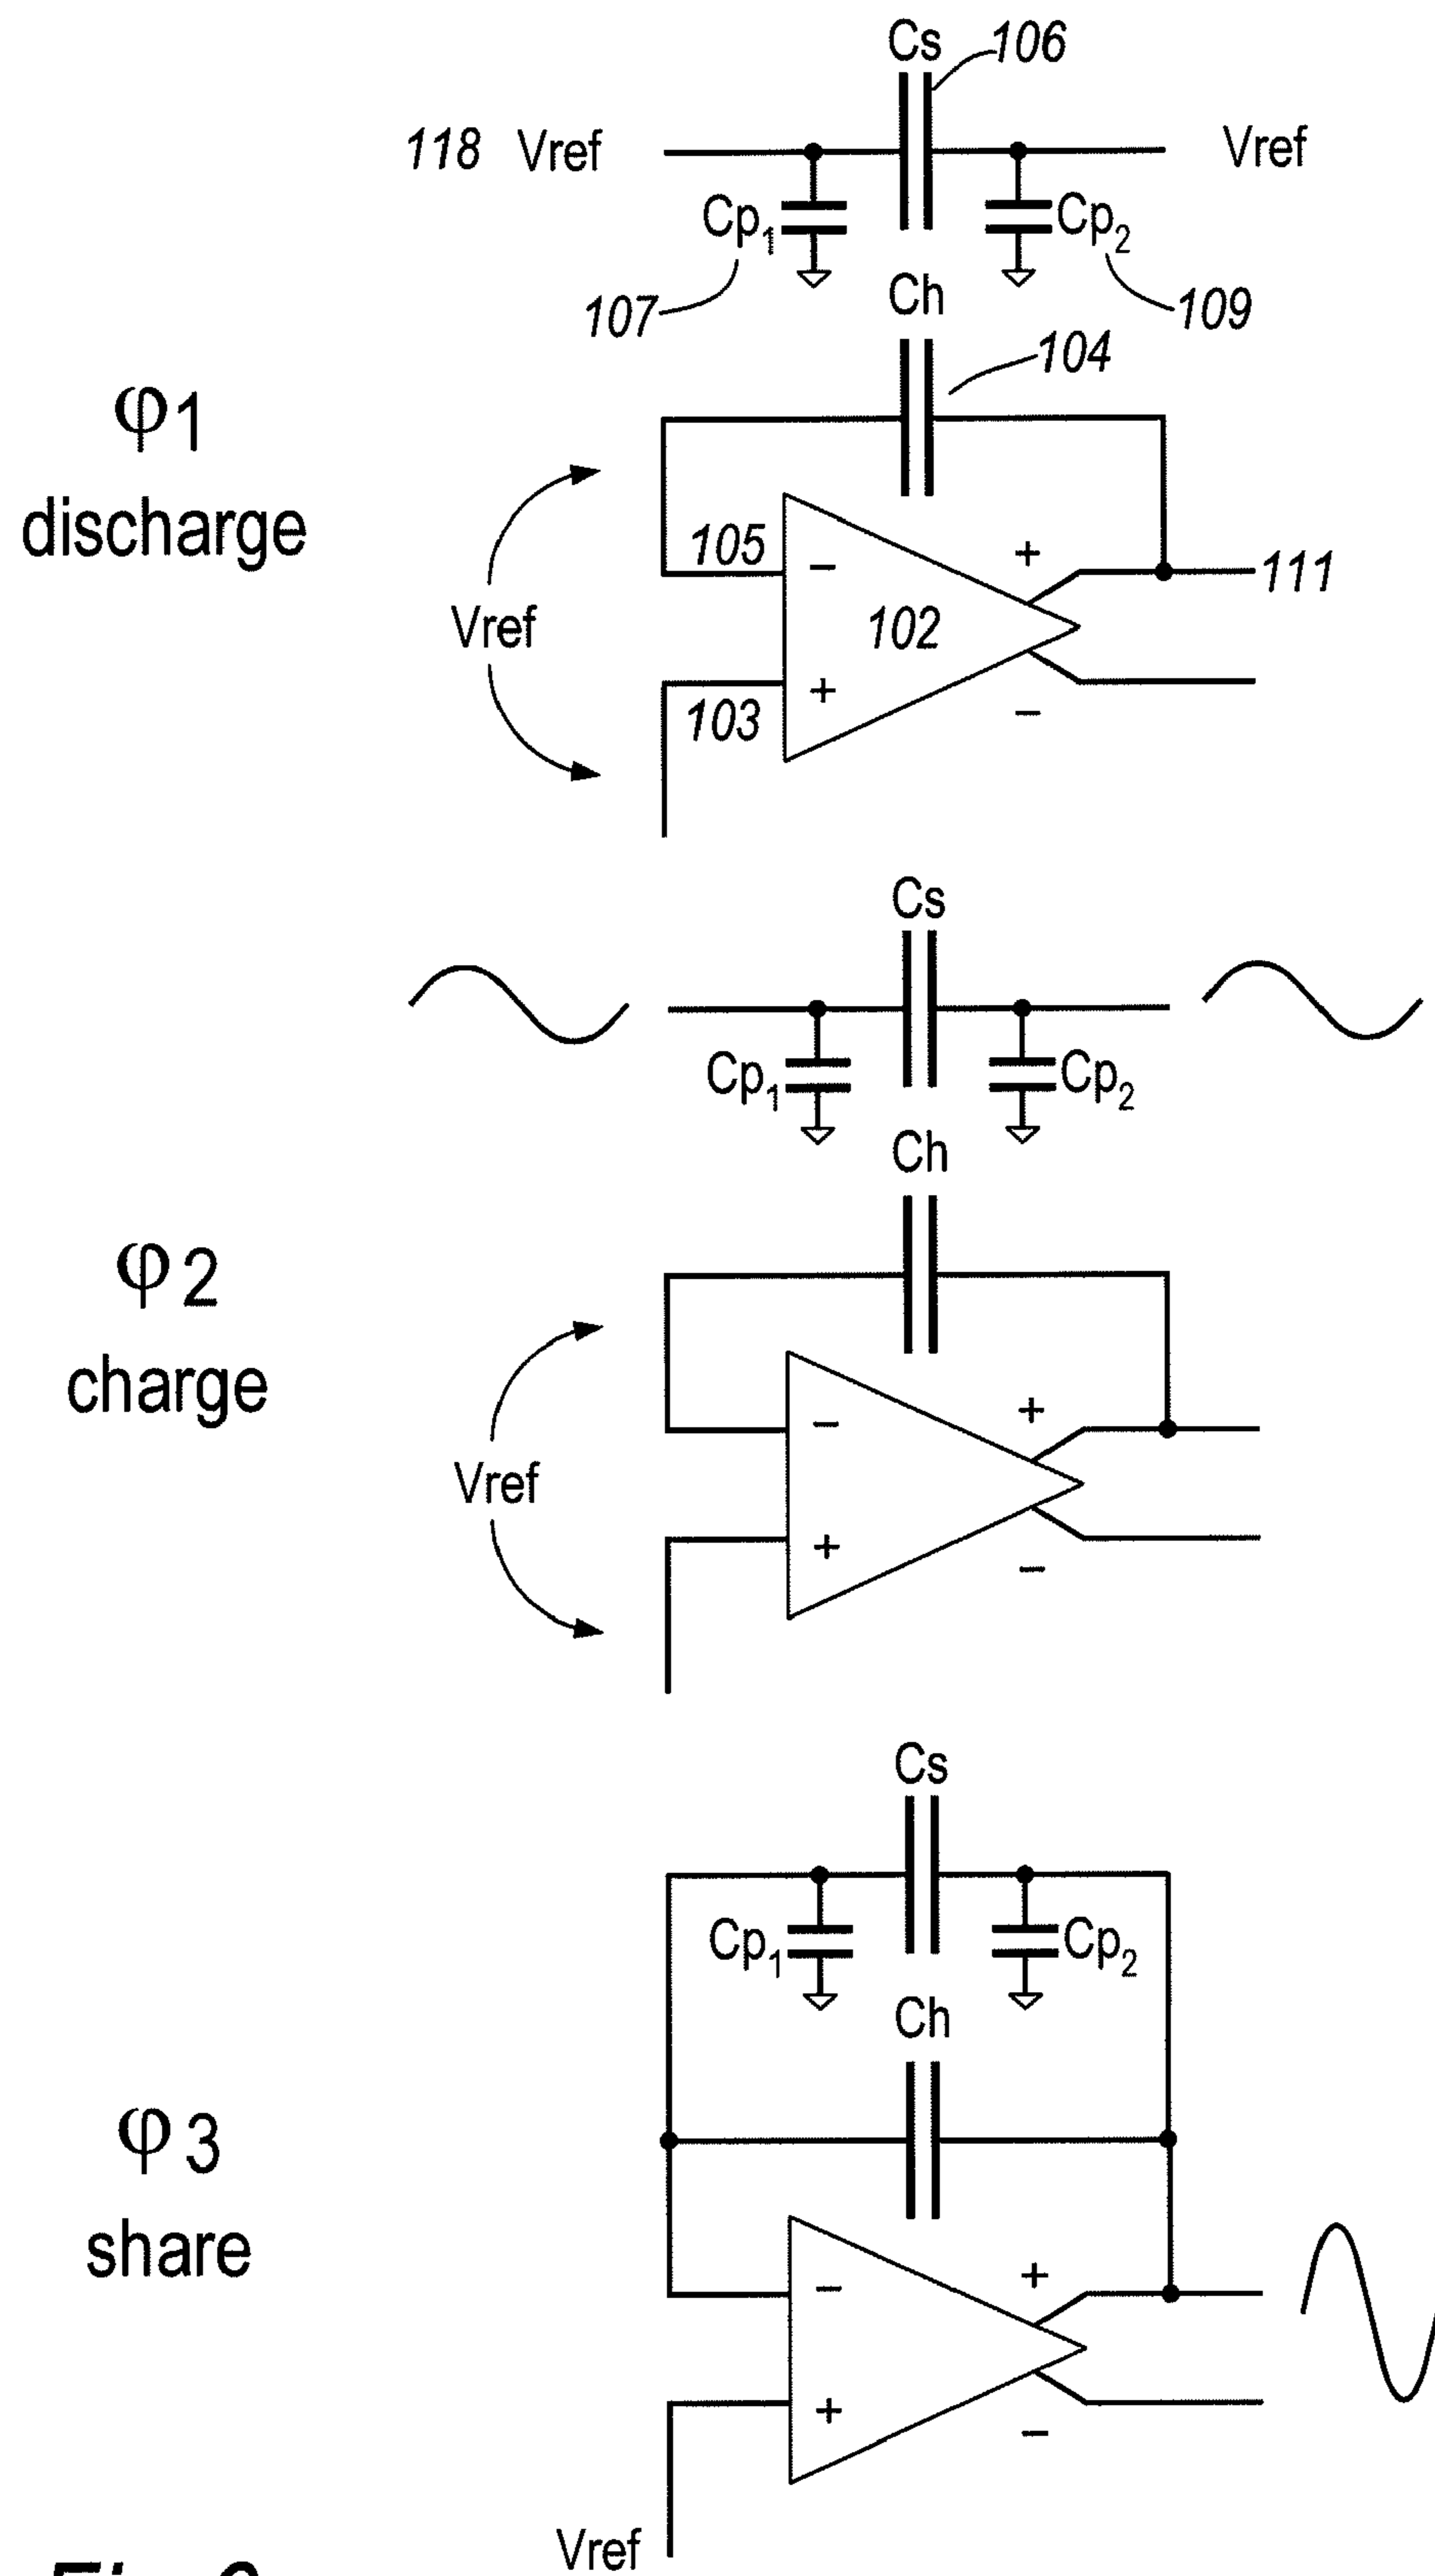 Cs 106
118 Vref Vref
Cp1 Cp2
107 Ch 109
104
φ1
discharge
105 − + 111
Vref 102
103 + −
Cs
Cp1 Cp2
Ch
φ2
charge
− +
Vref
+ −
Cs
Cp1 Cp2
Ch
φ3
share
− +
+ −
Vref